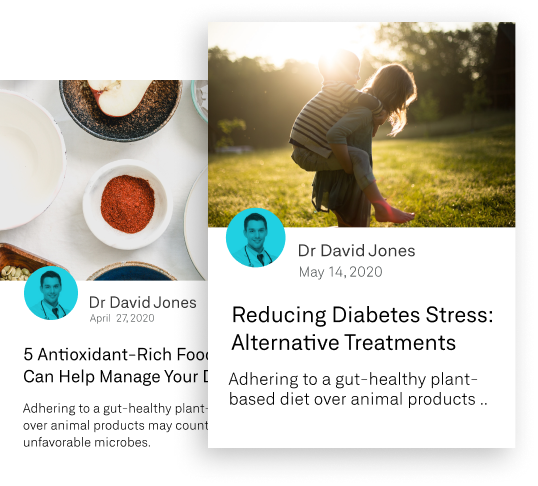 Dr David Jones
May 14, 2020
Reducing Diabetes Stress:
Alternative Treatments
Adhering to a gut-healthy plant-
based diet over animal products ..
Dr David Jones
April 27, 2020
5 Antioxidant-Rich
Can Help Manage Your
Adhering to a gut-healthy plant-
over animal products may
unfavorable microbes.